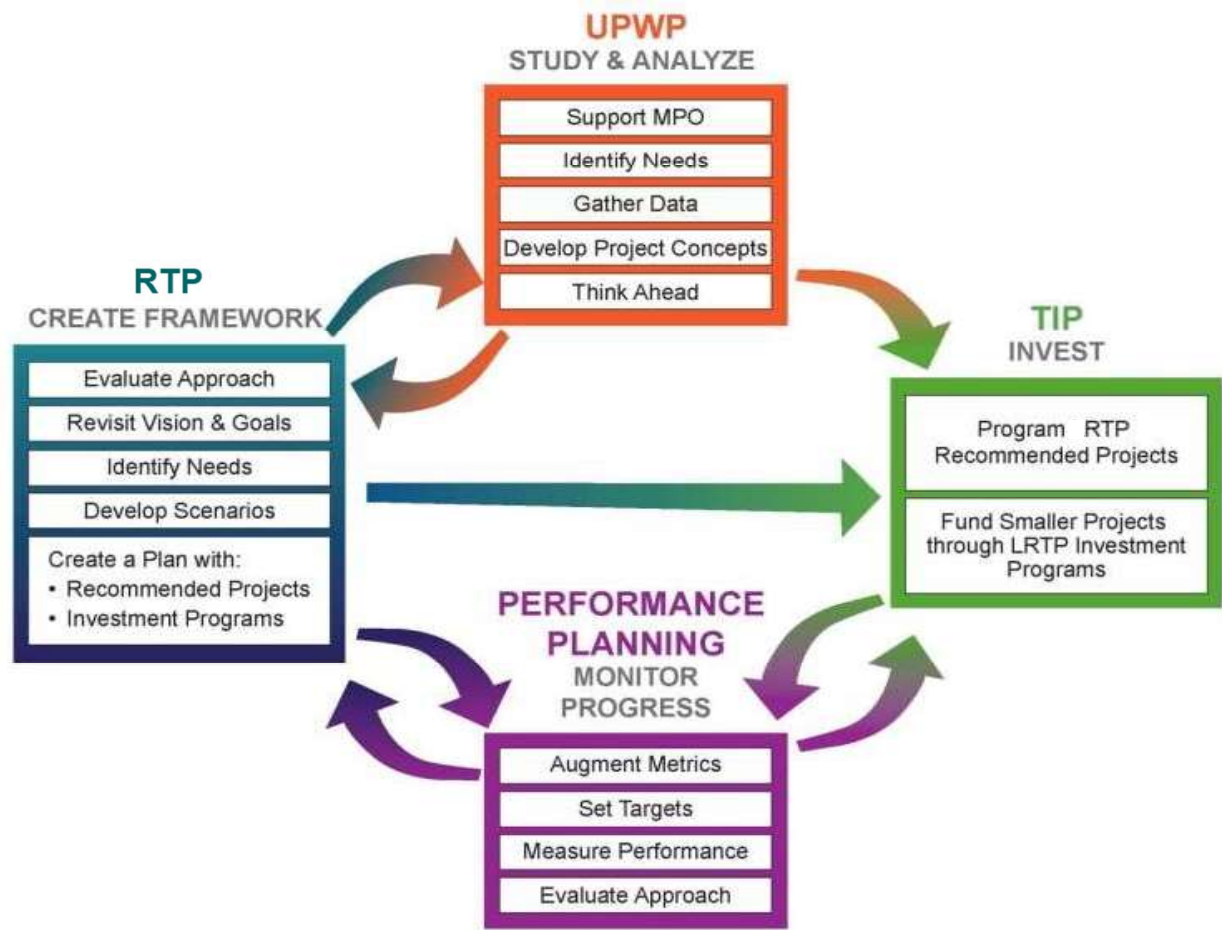 UPWP
STUDY & ANALYZE
Support MPO
Identify Needs
Gather Data
Develop Project Concepts
Think Ahead
RTP
CREATE FRAMEWORK
Evaluate Approach
Revisit Vision & Goals
Identify Needs
Develop Scenarios
Create a Plan with:
• Recommended Projects
• Investment Programs
TIP
INVEST
Program RTP
Recommended Projects
Fund Smaller Projects
through LRTP Investment
Programs
PERFORMANCE
PLANNING
MONITOR
PROGRESS
Augment Metrics
Set Targets
Measure Performance
Evaluate Approach